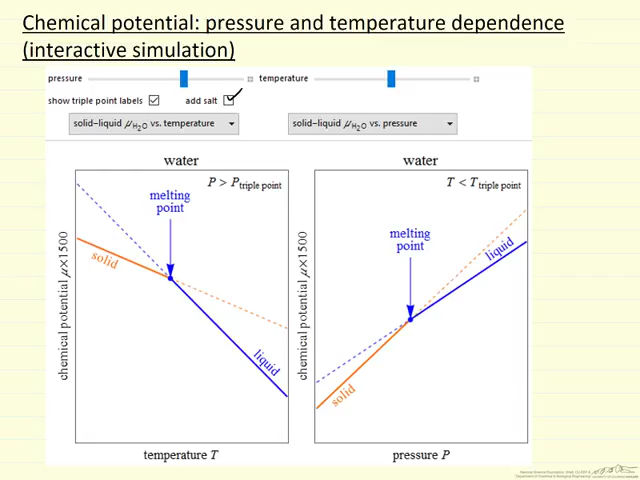 Chemical potential: pressure and temperature dependence
(interactive simulation)
pressure temperature
show triple point labels add salt
solid–liquid μH₂O vs. temperature solid–liquid μH₂O vs. pressure
water
P > Ptriple point
melting
point
solid
liquid
chemical potential μ×1500
temperature T
water
T < Ttriple point
melting
point
liquid
solid
chemical potential μ×1500
pressure P